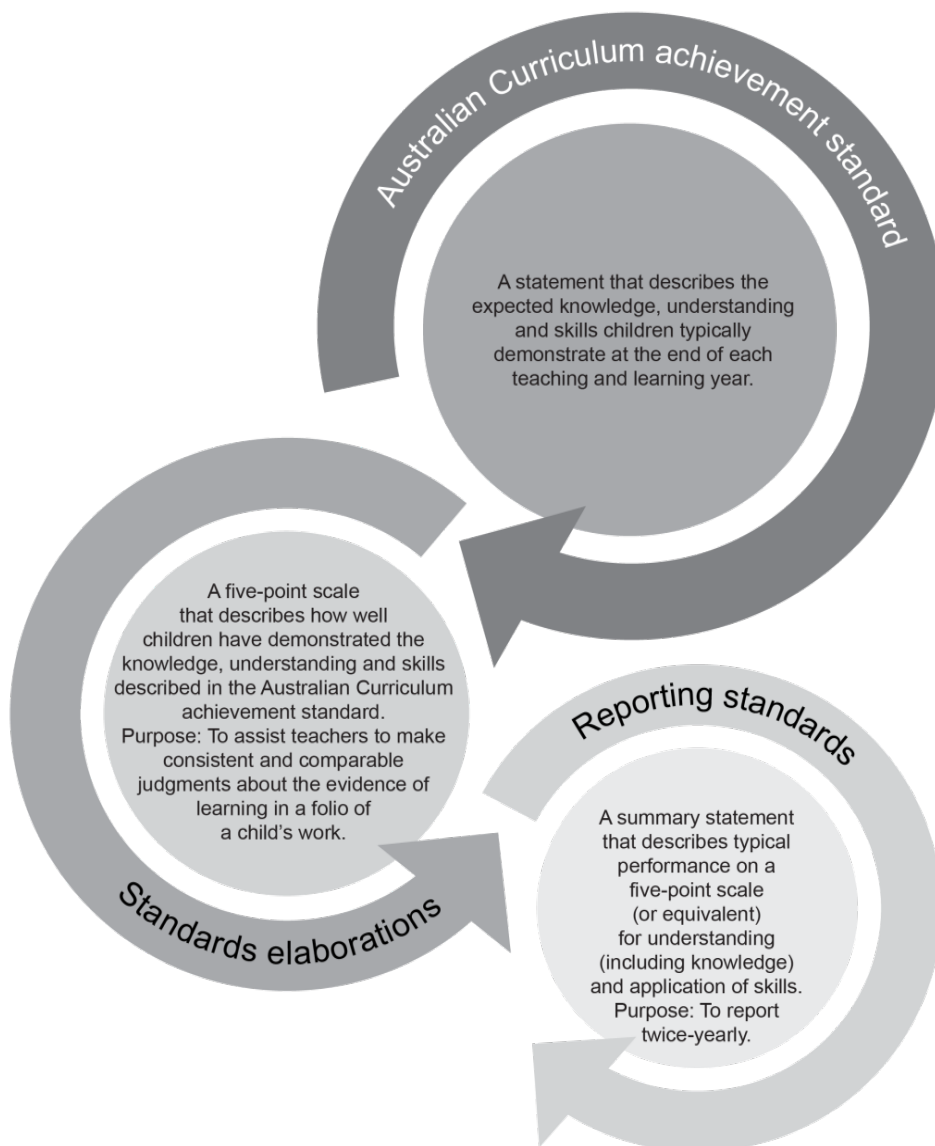 Australian Curriculum achievement standard
A statement that describes the
expected knowledge, understanding
and skills children typically
demonstrate at the end of each
teaching and learning year.
A five-point scale
that describes how well
children have demonstrated the
knowledge, understanding and skills
described in the Australian Curriculum
achievement standard.
Purpose: To assist teachers to make
consistent and comparable
judgments about the evidence of
learning in a folio of
a child's work.
Standards elaborations
Reporting standards
A summary statement
that describes typical
performance on a
five-point scale
(or equivalent)
for understanding
(including knowledge)
and application of skills.
Purpose: To report
twice-yearly.